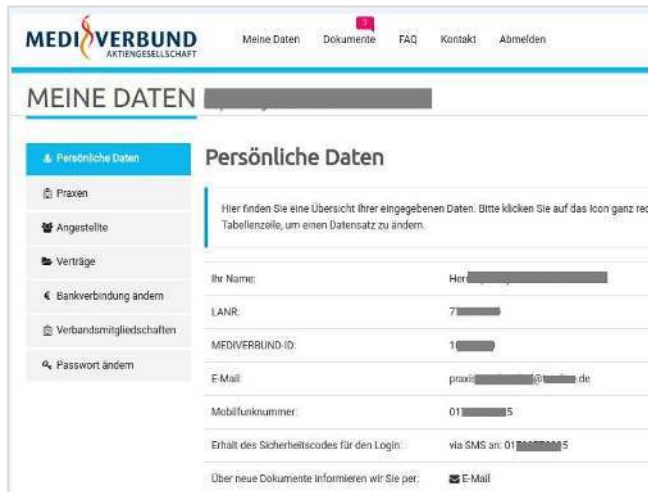 MEDI VERBUND
AKTIENGESELLSCHAFT
Meine Daten Dokumente FAQ Kontakt Abmelden
MEINE DATEN
Persönliche Daten
Praxen
Angestellte
Verträge
€ Bankverbindung ändern
Verbandsmitgliedschaften
Passwort ändern
Persönliche Daten
Hier finden Sie eine Übersicht Ihrer eingegebenen Daten. Bitte klicken Sie auf das Icon ganz
Tabellenzeile, um einen Datensatz zu ändern.
Ihr Name:
LANR: 7
MEDIVERBUND-ID: 1
E-Mail: praxis @ .de
Mobilfunknummer: 01 5
Erhalt des Sicherheitscodes für den Login: via SMS an: 01 5
Über neue Dokumente informieren wir Sie per: E-Mail